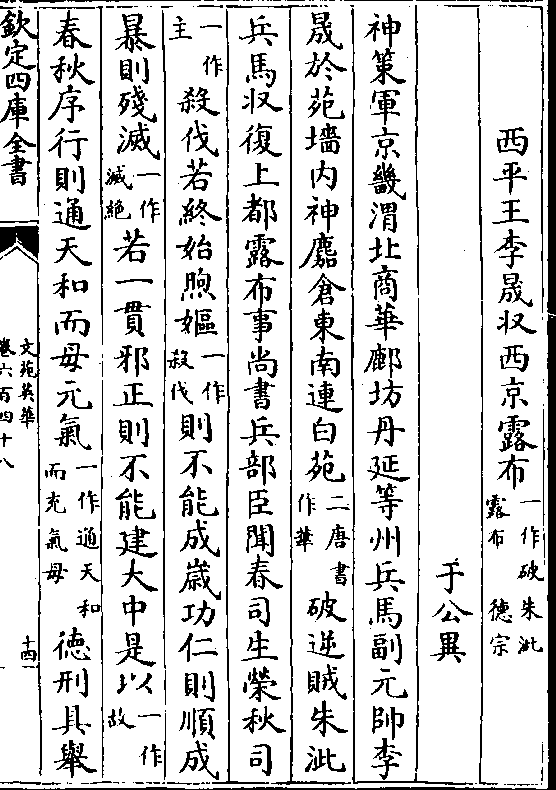 西平王李晟収西京露布一作破朱泚露布 德宗
于公異
神策軍京畿渭北商華鄜坊丹延等州兵馬副元帥李
晟於苑墻内神麚倉東南連白苑二唐書作華破逆賊朱泚
兵馬収復上都露布事尚書兵部臣聞春司生榮秋司
一作主殺伐若終始煦嫗一作殺伐則不能成歲功仁則順成
暴則殘滅一作滅絶若一貫邪正則不能建大中是以一作故
春秋序行則通天和而毋元氣一作通天和而充氣毋徳刑具舉
欽定四庫全書
文苑英華
卷六百四十八
十四